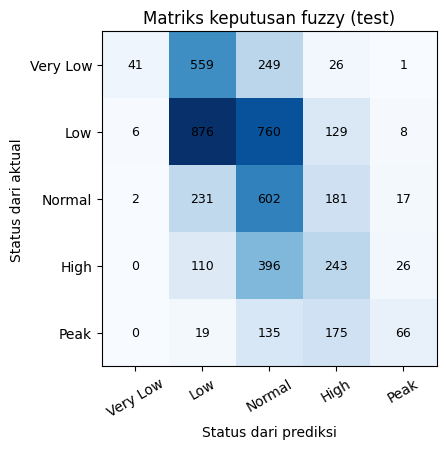 Matriks keputusan fuzzy (test)
Status dari aktual
Very Low 41 559 249 26 1
Low 6 876 760 129 8
Normal 2 231 602 181 17
High 0 110 396 243 26
Peak 0 19 135 175 66
Very Low Low Normal High Peak
Status dari prediksi